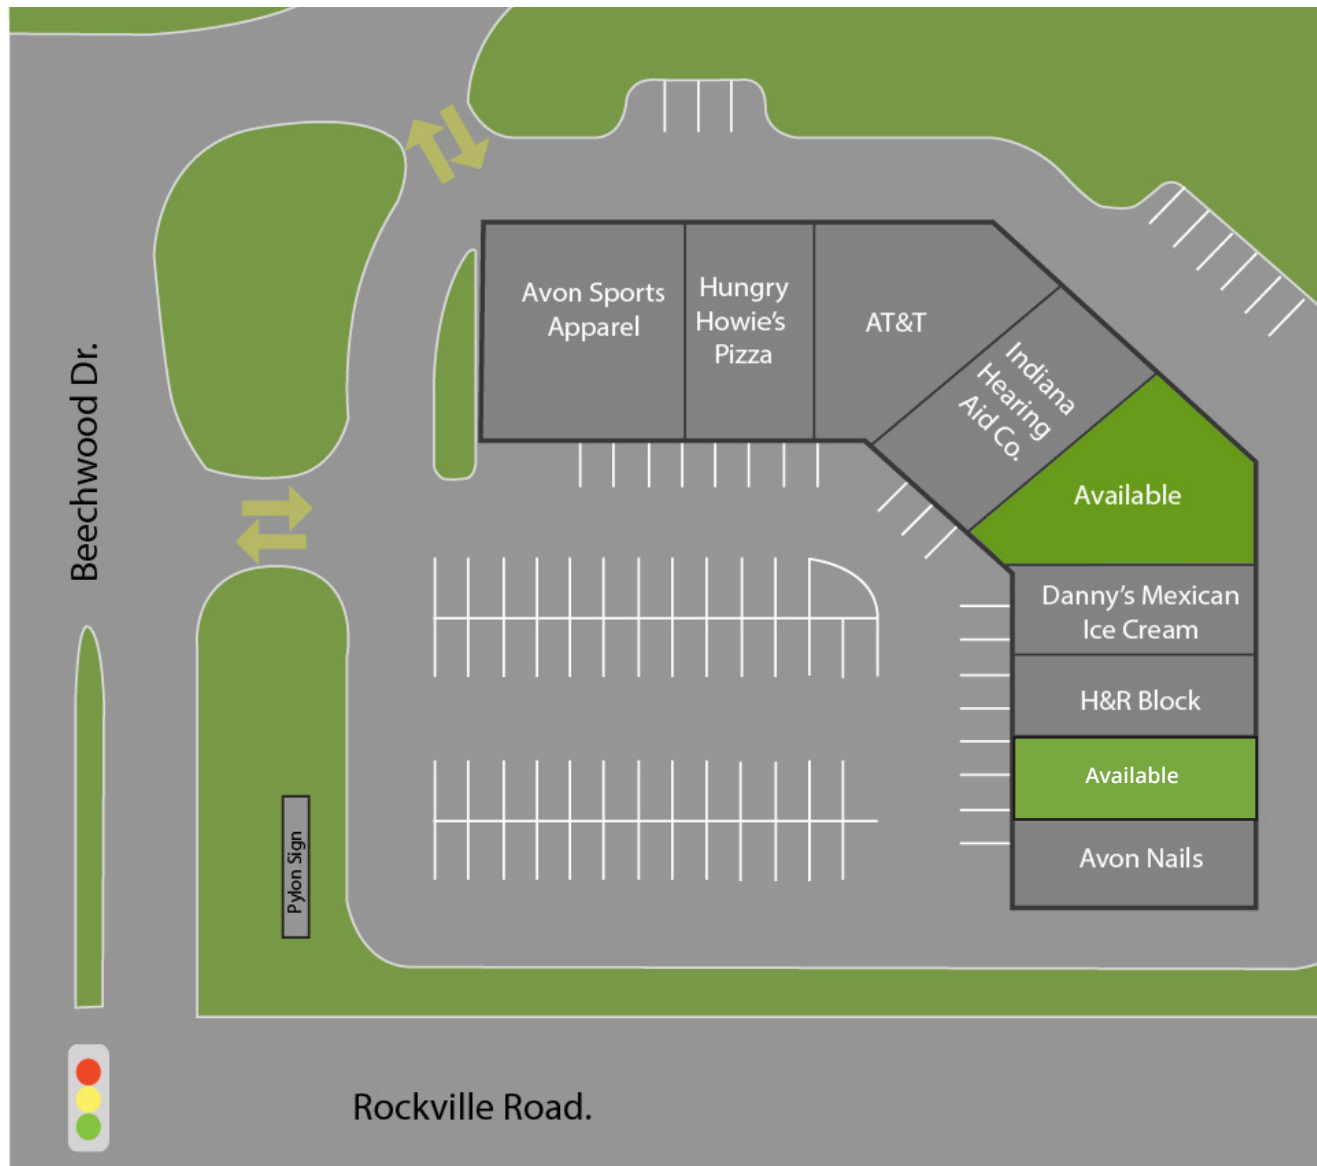 Avon Sports
Apparel
Hungry
Howie's
Pizza
AT&T
Indiana
Hearing
Aid Co.
Available
Danny's Mexican
Ice Cream
H&R Block
Available
Avon Nails
Beechwood Dr.
Pylon Sign
Rockville Road.